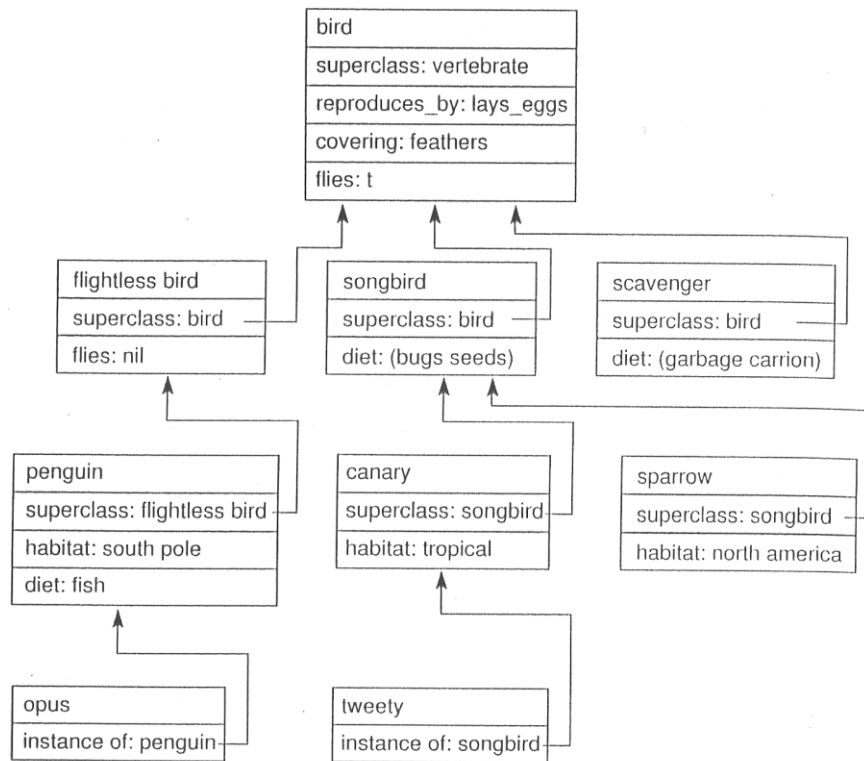 bird
superclass: vertebrate
reproduces_by: lays_eggs
covering: feathers
flies: t
flightless bird
superclass: bird
flies: nil
songbird
superclass: bird
diet: (bugs seeds)
scavenger
superclass: bird
diet: (garbage carrion)
penguin
superclass: flightless bird
habitat: south pole
diet: fish
canary
superclass: songbird
habitat: tropical
sparrow
superclass: songbird
habitat: north america
opus
instance of: penguin
tweety
instance of: songbird